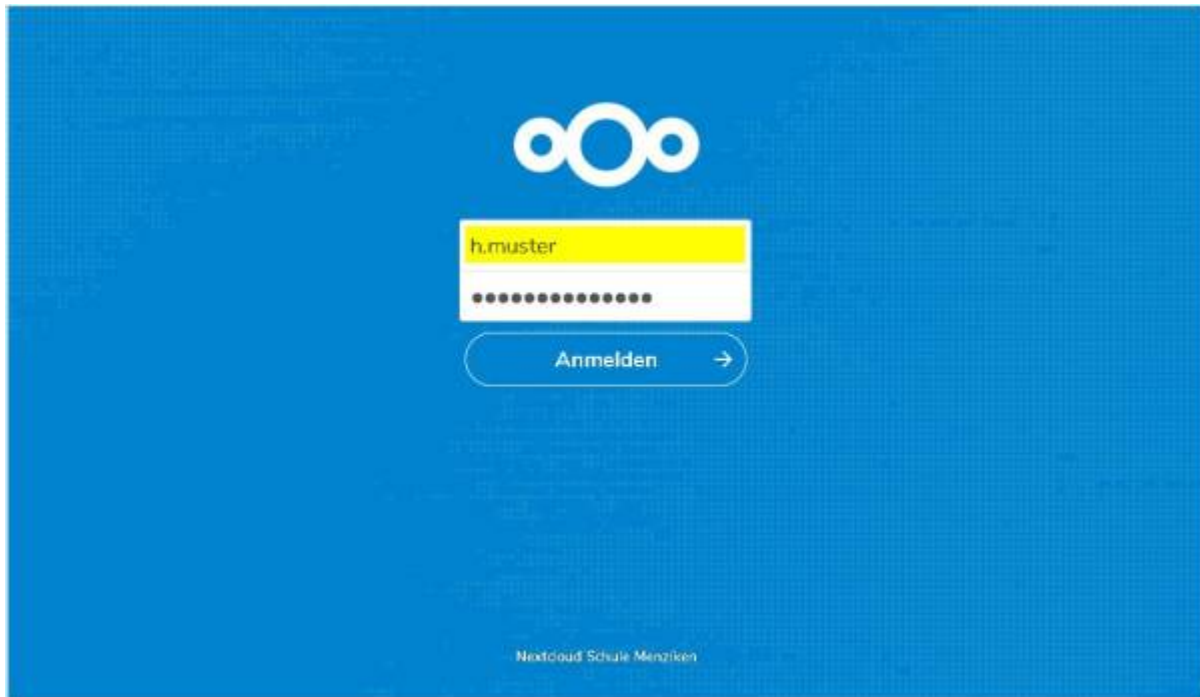 h.muster
••••••••••••••
Anmelden →
Nextcloud Schule Menziken